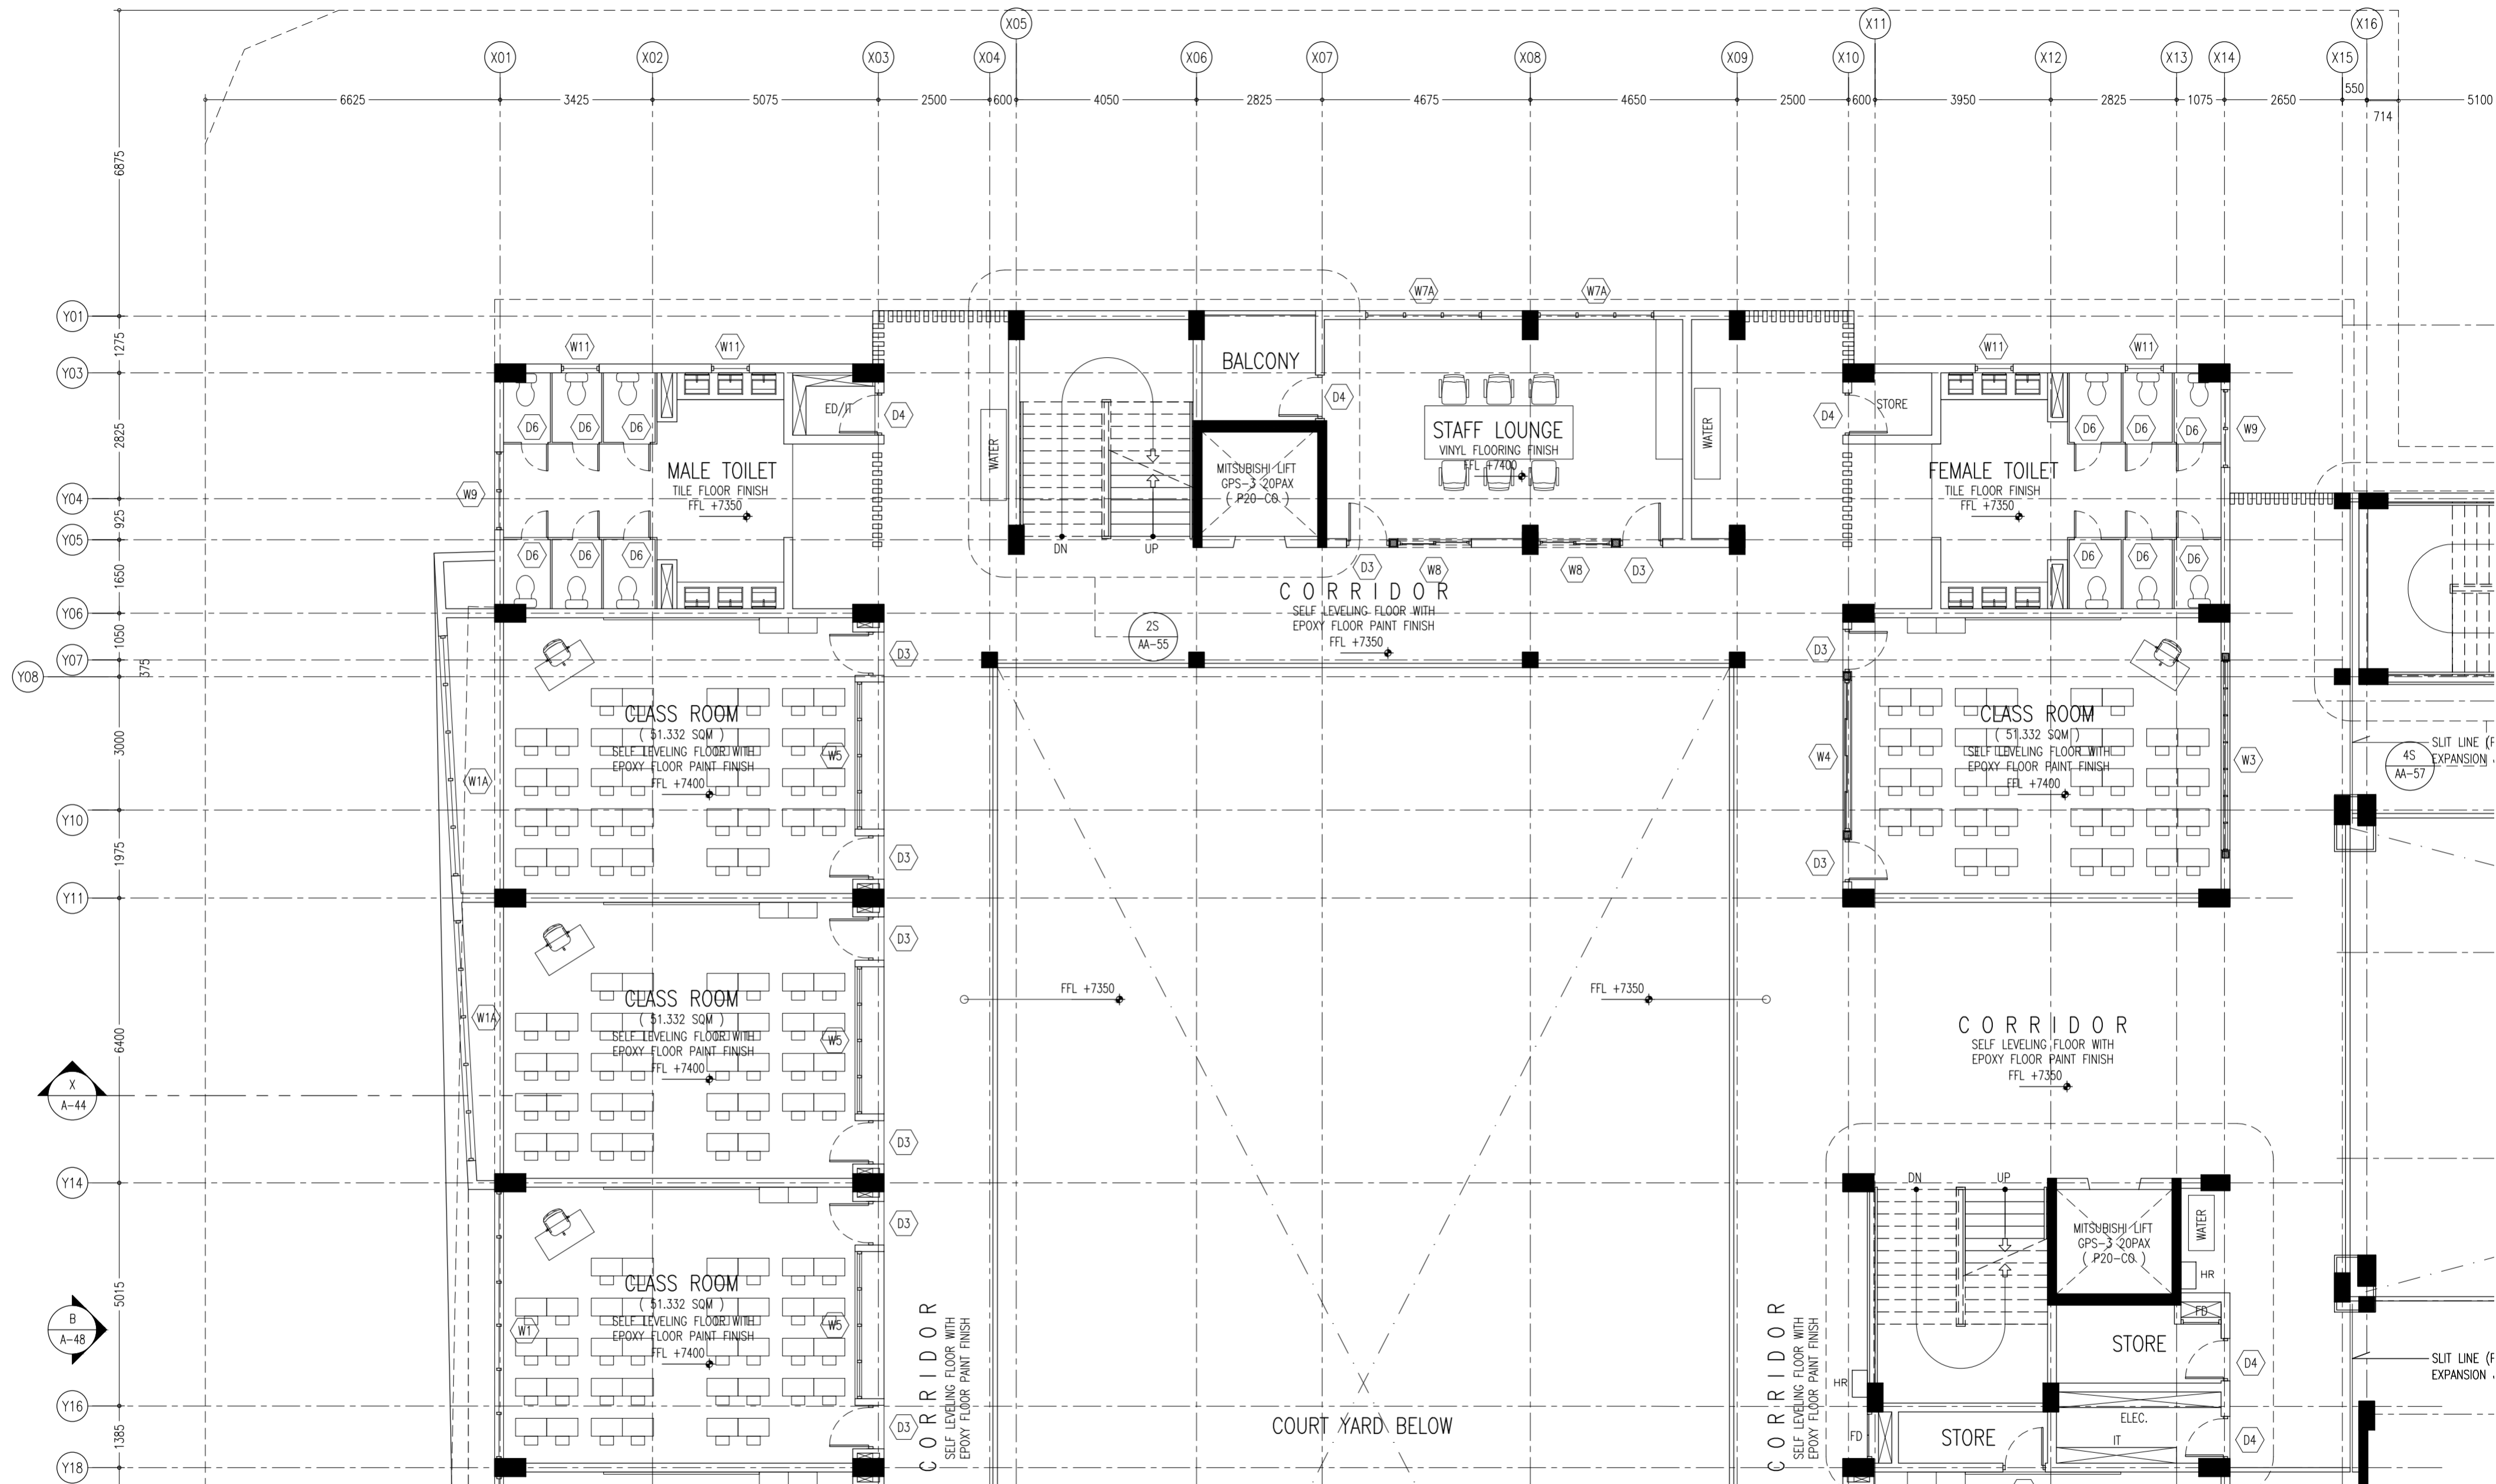 X05
X11
X16
X01
X02
X03
X04
X06
X07
X08
X09
X10
X12
X13
X14
X15
6625
3425
5075
2500
600
4050
2825
4675
4650
2500
600
3950
2825
1075
2650
550
714
5100
6875
Y01
1275
Y03
2825
Y04
925
Y05
1650
Y06
1050
Y07
375
Y08
3000
Y10
1975
Y11
6400
X
A-44
Y14
5015
B
A-48
Y16
1385
Y18
W11
W11
D6
D6
D6
ED/IT
D4
MALE TOILET
TILE FLOOR FINISH
FFL +7350
W9
D6
D6
D6
WATER
DN
UP
BALCONY
D4
MITSUBISHI LIFT
GPS-3 20PAX
( P20-CO )
W7A
W7A
STAFF LOUNGE
VINYL FLOORING FINISH
FFL +7400
WATER
D3
W8
W8
D3
CORRIDOR
SELF LEVELING FLOOR WITH
EPOXY FLOOR PAINT FINISH
FFL +7350
2S
AA-55
W11
W11
D4
STORE
D6
D6
D6
W9
FEMALE TOILET
TILE FLOOR FINISH
FFL +7350
D6
D6
D6
D3
CLASS ROOM
( 51.332 SQM )
SELF LEVELING FLOOR WITH
EPOXY FLOOR PAINT FINISH
FFL +7400
W1A
W5
D3
D3
CLASS ROOM
( 51.332 SQM )
SELF LEVELING FLOOR WITH
EPOXY FLOOR PAINT FINISH
FFL +7400
W4
W3
D3
4S
AA-57
SLIT LINE (F
EXPANSION
D3
CLASS ROOM
( 51.332 SQM )
SELF LEVELING FLOOR WITH
EPOXY FLOOR PAINT FINISH
FFL +7400
W1A
W5
D3
FFL +7350
FFL +7350
CORRIDOR
SELF LEVELING FLOOR WITH
EPOXY FLOOR PAINT FINISH
FFL +7350
D3
CLASS ROOM
( 51.332 SQM )
SELF LEVELING FLOOR WITH
EPOXY FLOOR PAINT FINISH
FFL +7400
W1
W5
D3
CORRIDOR
SELF LEVELING FLOOR WITH
EPOXY FLOOR PAINT FINISH
COURT YARD BELOW
CORRIDOR
SELF LEVELING FLOOR WITH
EPOXY FLOOR PAINT FINISH
DN
UP
MITSUBISHI LIFT
GPS-3 20PAX
( P20-CO )
WATER
HR
FD
STORE
D4
HR
ELEC.
IT
D4
FD
STORE
SLIT LINE (F
EXPANSION